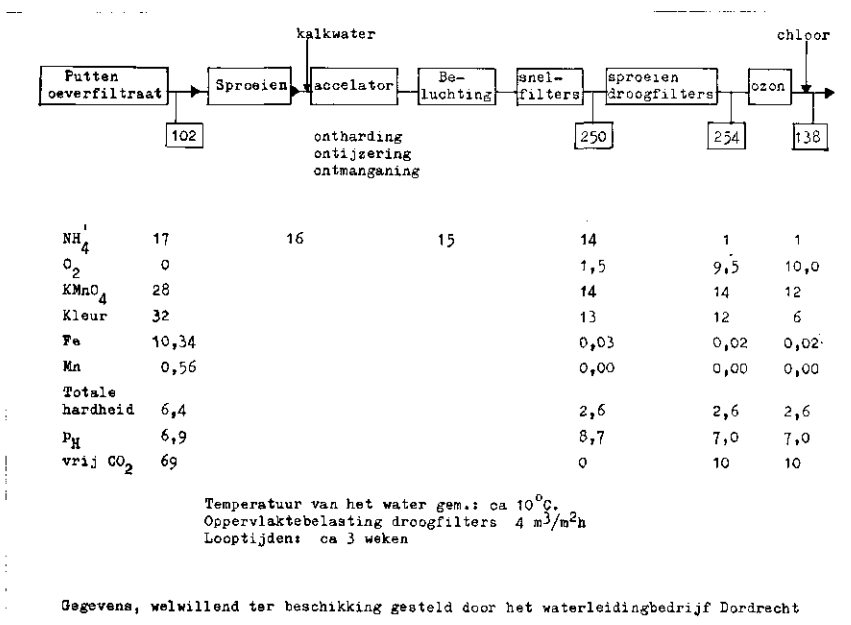 kalkwater chloor
Putten oeverfiltraat Sproeien accelator Be-luchting snel-filters sproeien droogfilters ozon
102 250 254 138
ontharding
ontijzering
ontmanganing
NH4' 17 16 15 14 1 1
O2 0 1,5 9,5 10,0
KMnO4 28 14 14 12
Kleur 32 13 12 6
Fe 10,34 0,03 0,02 0,02
Mn 0,56 0,00 0,00 0,00
Totale
hardheid 6,4 2,6 2,6 2,6
PH 6,9 8,7 7,0 7,0
vrij CO2 69 0 10 10
Temperatuur van het water gem.: ca 10°C.
Oppervlaktebelasting droogfilters 4 m³/m²h
Looptijden: ca 3 weken
Gegevens, welwillend ter beschikking gesteld door het waterleidingbedrijf Dordrecht